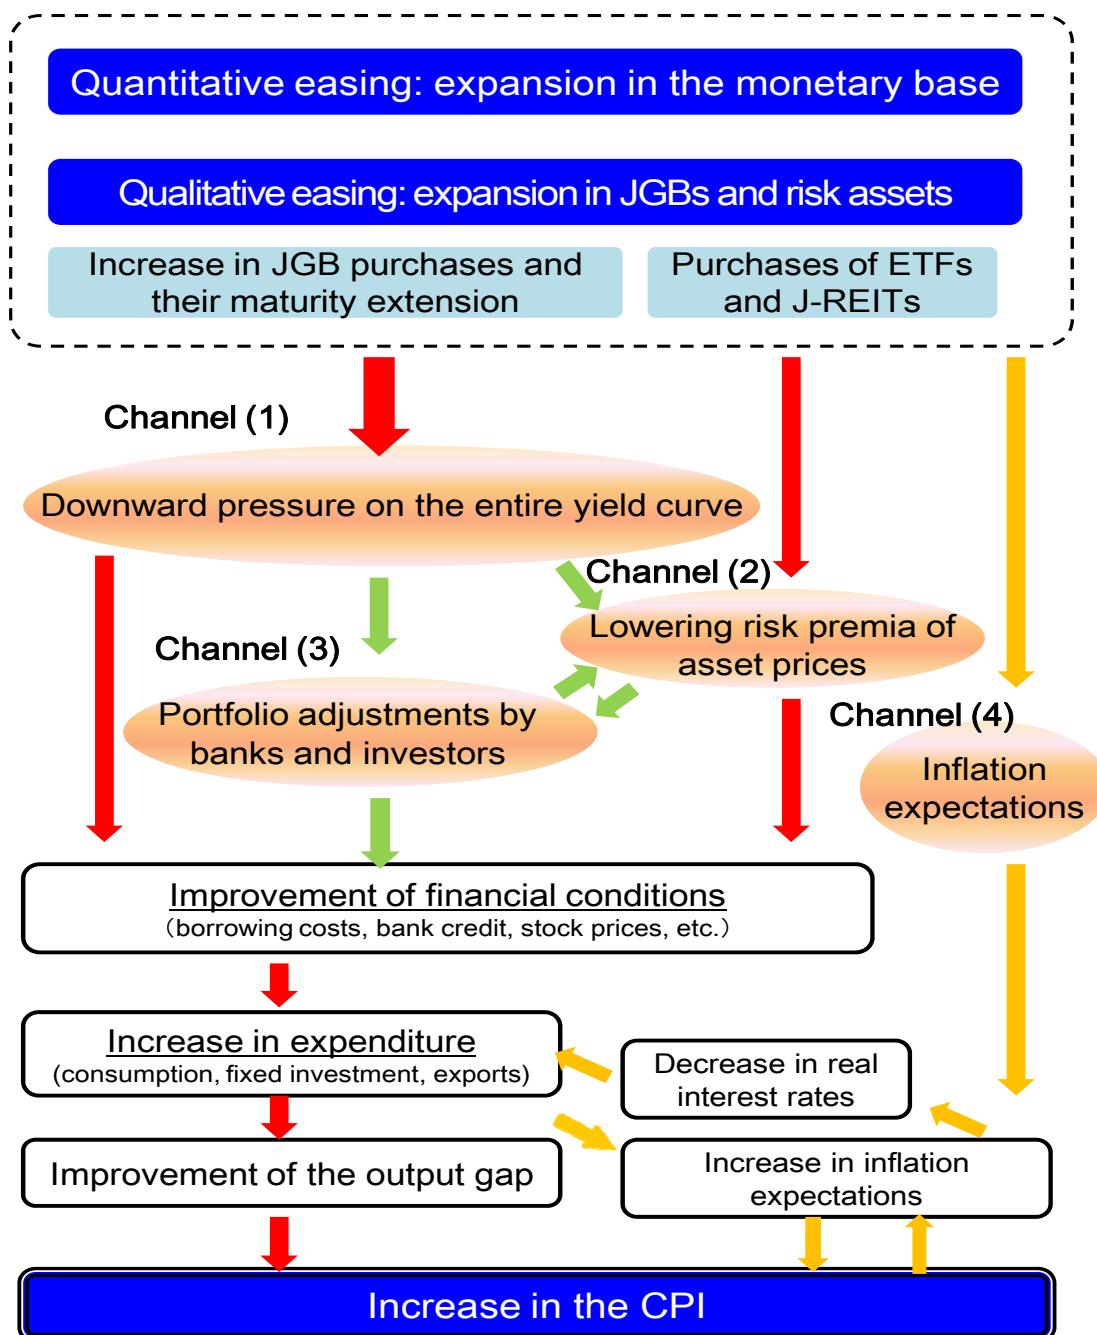 Quantitative easing: expansion in the monetary base
Qualitative easing: expansion in JGBs and risk assets
Increase in JGB purchases and
their maturity extension
Purchases of ETFs
and J-REITs
Channel (1)
Downward pressure on the entire yield curve
Channel (2)
Lowering risk premia of
asset prices
Channel (3)
Portfolio adjustments by
banks and investors
Channel (4)
Inflation
expectations
Improvement of financial conditions
(borrowing costs, bank credit, stock prices, etc.)
Increase in expenditure
(consumption, fixed investment, exports)
Decrease in real
interest rates
Improvement of the output gap
Increase in inflation
expectations
Increase in the CPI